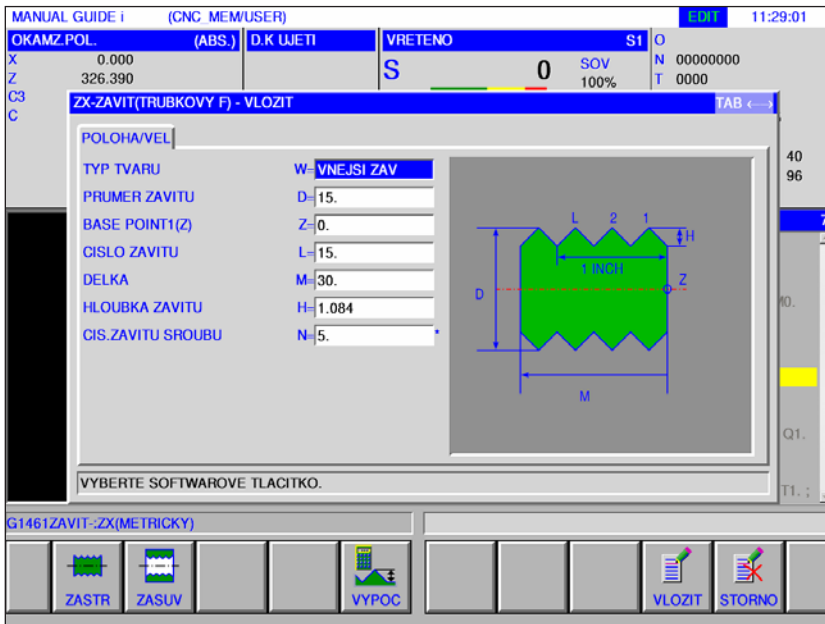 MANUAL GUIDE i (CNC_MEM/USER) EDIT 11:29:01
OKAMZ.POL. (ABS.) D.K UJETI VRETENO S1 O
X 0.000 S 0 SOV N 00000000
Z 326.390 100% T 0000
C3
C
ZX-ZAVIT(TRUBKOVY F) - VLOZIT TAB ←→
POLOHA/VEL
40
96
TYP TVARU W= VNEJSI ZAV
PRUMER ZAVITU D= 15.
BASE POINT1(Z) Z= 0.
CISLO ZAVITU L= 15.
DELKA M= 30.
HLOUBKA ZAVITU H= 1.084
CIS.ZAVITU SROUBU N= 5. *
L 2 1
H
1 INCH
Z
D
M
Q1.
T1. ;
VYBERTE SOFTWAROVE TLACITKO.
G1461ZAVIT-:ZX(METRICKY)
ZASTR ZASUV VYPOC VLOZIT STORNO